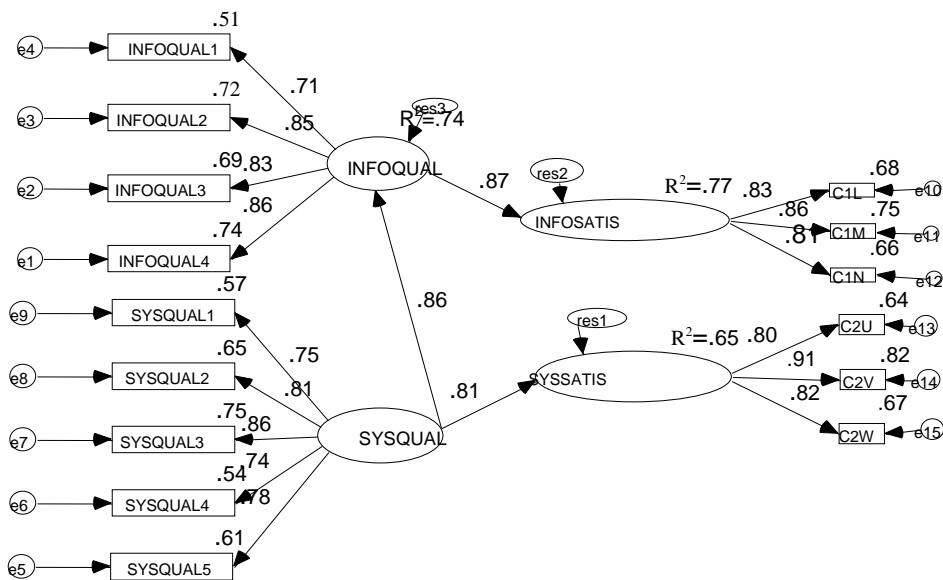 .51
e4 INFOQUAL1
.71
.72
e3 INFOQUAL2
.85
res3
R²=.74
.69 .83
e2 INFOQUAL3
INFOQUAL
.86
.74
e1 INFOQUAL4
.87
res2
R²=.77
INFOSATIS
.83
.68
C1L e10
.86
.75
C1M e11
.81
.66
C1N e12
.57
e9 SYSQUAL1
.75
.86
.65
e8 SYSQUAL2
.81
.75
e7 SYSQUAL3
.86
SYSQUAL
.74
.54
e6 SYSQUAL4
.78
.61
e5 SYSQUAL5
.81
res1
R²=.65
SYSSATIS
.80
.64
C2U e13
.91
.82
C2V e14
.82
.67
C2W e15